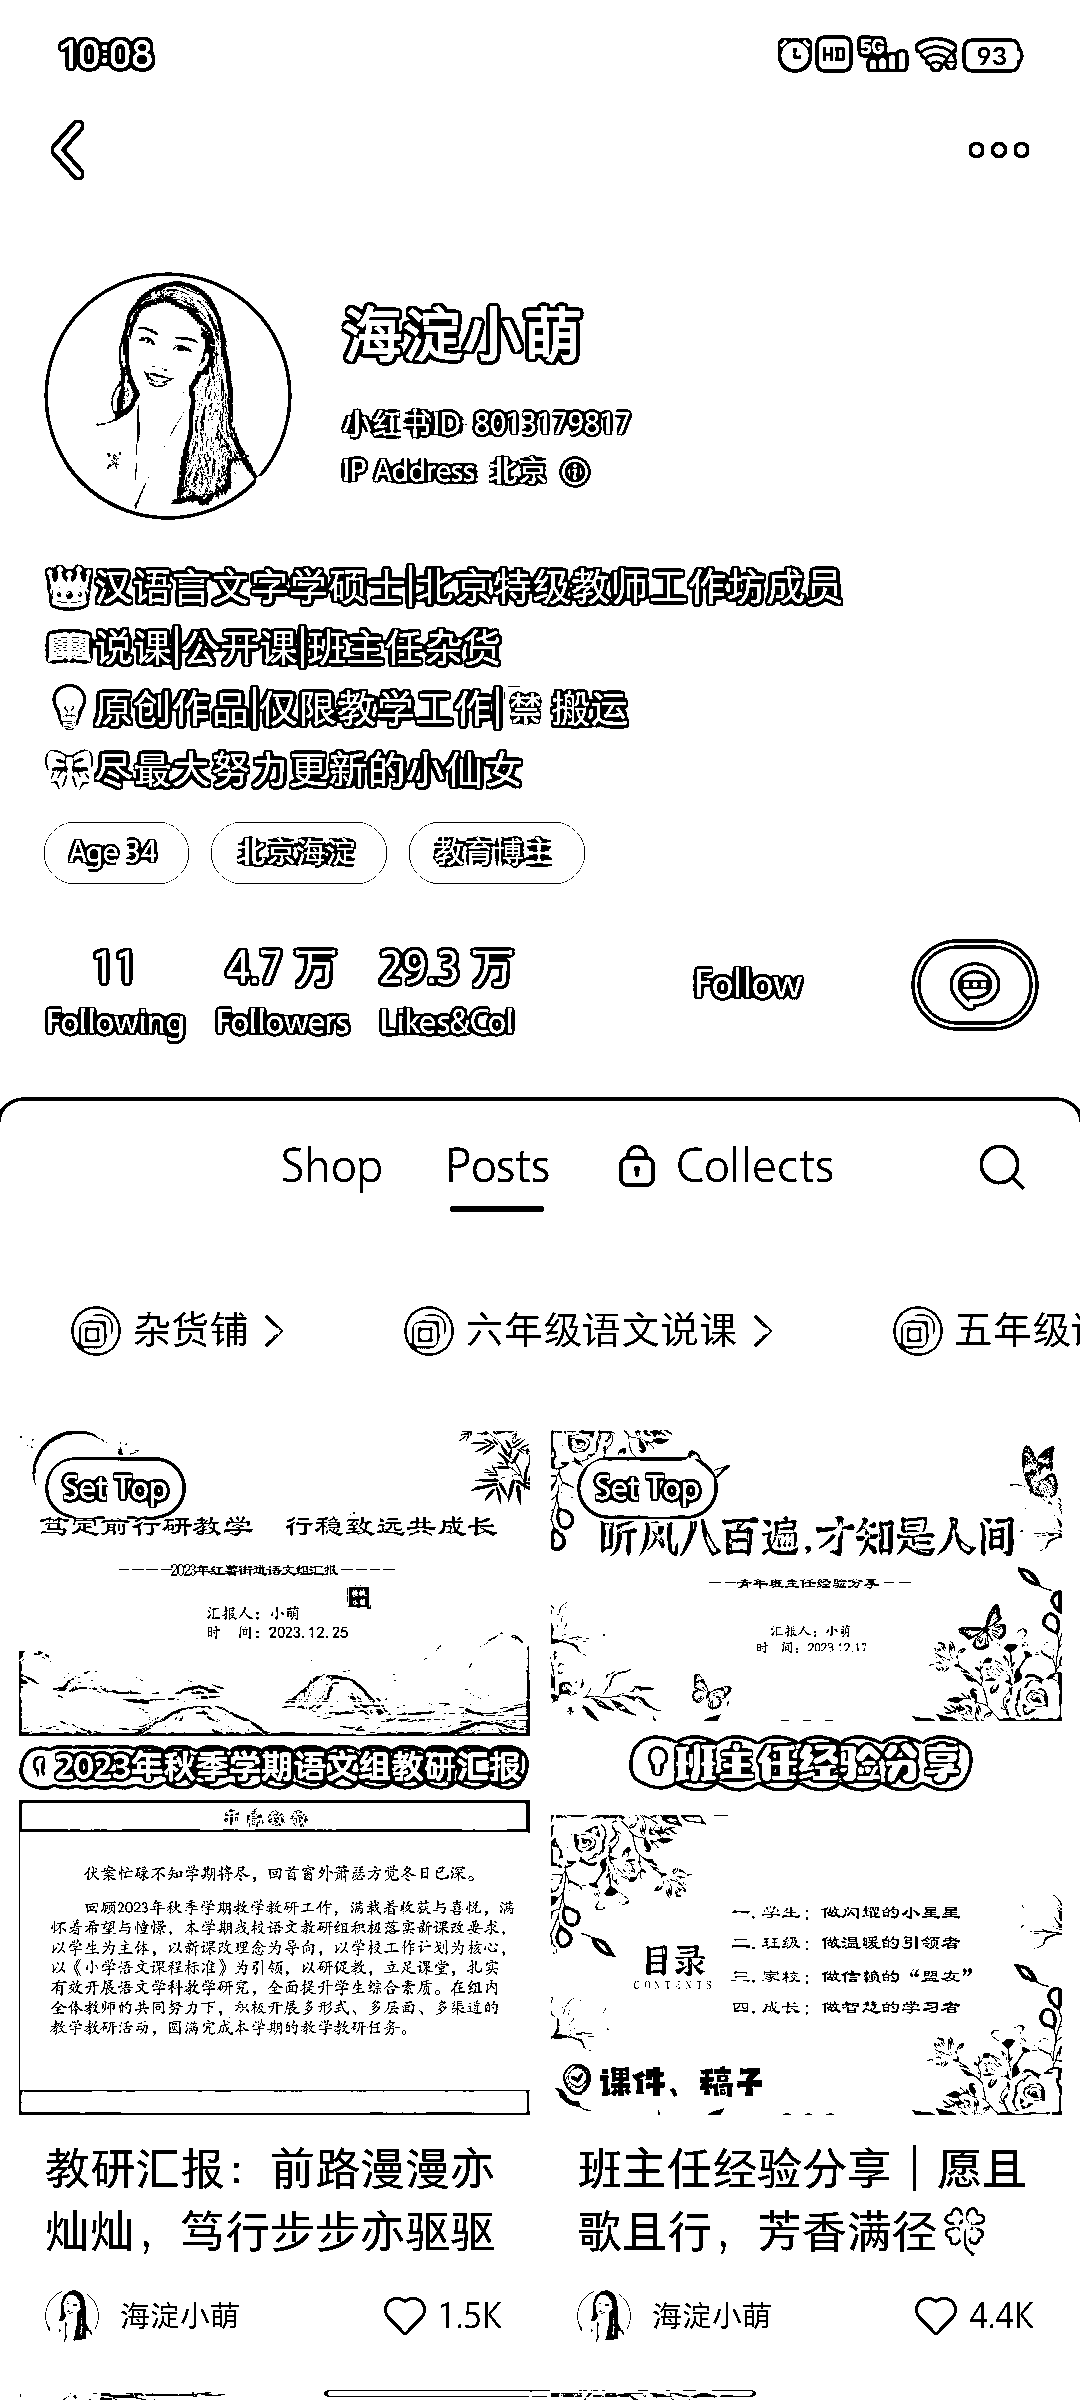 10:08
HD 5G 93
海淀小萌
小红书ID 8013179817
IP Address 北京
汉语言文字学硕士|北京特级教师工作坊成员
说课|公开课|班主任杂货
原创作品|仅限教学工作|禁 搬运
尽最大努力更新的小仙女
Age 34 北京海淀 教育博主
11 4.7 万 29.3 万
Following Followers Likes&Col
Follow
Shop Posts Collects
杂货铺 六年级语文说课 五年级
Set Top
笃定前行研教学 行稳致远共成长
----2023年红薯街道语文组汇报----
汇报人：小萌
时 间：2023.12.25
2023年秋季学期语文组教研汇报
伏案忙碌不知学期将尽，回首窗外萧瑟方觉冬日已深。
回顾2023年秋季学期教学教研工作，满载着收获与喜悦，满
怀着希望与憧憬，本学期我校语文教研组积极落实新课改要求，
以学生为主体，以新课改理念为导向，以学校工作计划为核心，
以《小学语文课程标准》为引领，以研促教，立足课堂，扎实
有效开展语文学科教学研究，全面提升学生综合素质。在组内
全体教师的共同努力下，积极开展多形式、多层面、多渠道的
教学教研活动，圆满完成本学期的教学教研任务。
教研汇报：前路漫漫亦
灿灿，笃行步步亦驱驱
海淀小萌 1.5K
Set Top
听风八百遍,才知是人间
——青年班主任经验分享——
汇报人：小萌
时 间：2023.12.17
班主任经验分享
目录
CONTENTS
一. 学生：做闪耀的小星星
二. 班级：做温暖的引领者
三. 家校：做信赖的“盟友”
四. 成长：做智慧的学习者
课件、稿子
班主任经验分享｜愿且
歌且行，芳香满径
海淀小萌 4.4K